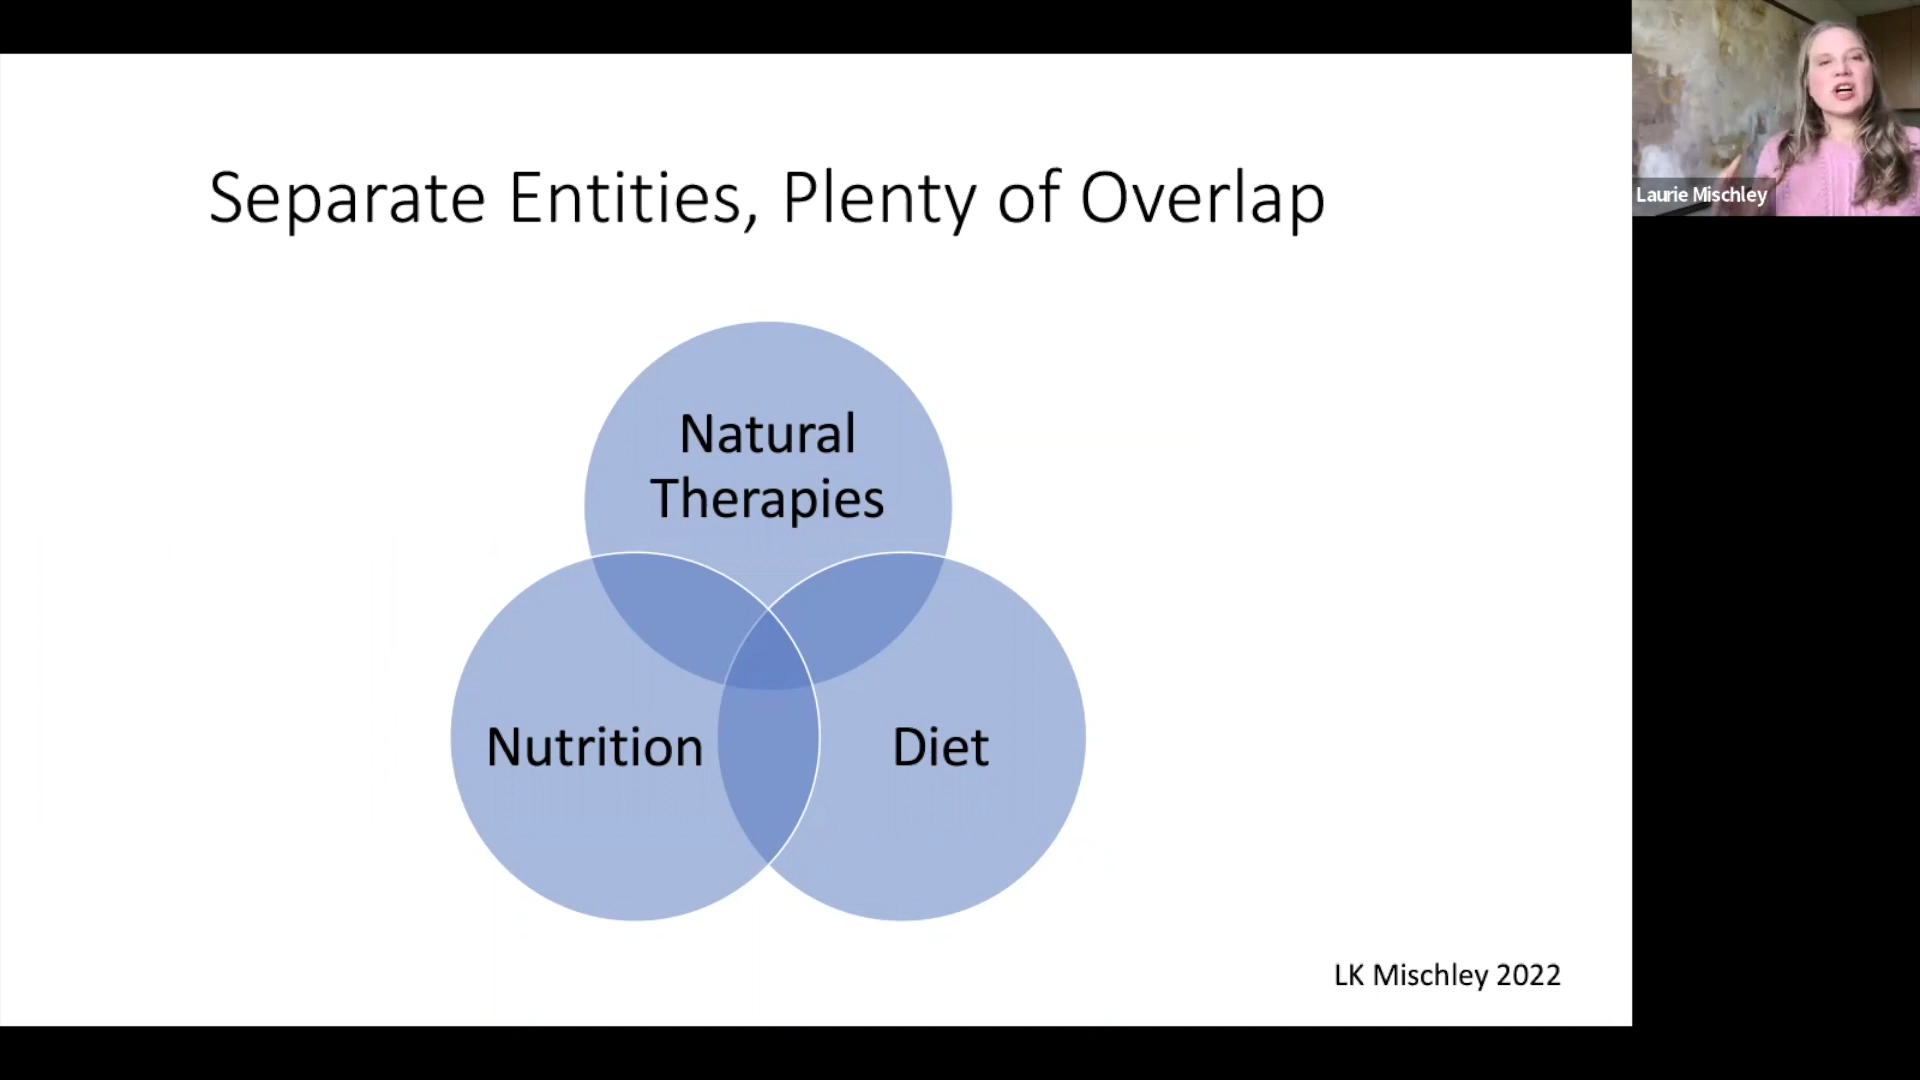 Separate Entities, Plenty of Overlap
Laurie Mischley
Natural
Therapies
Nutrition
Diet
LK Mischley 2022